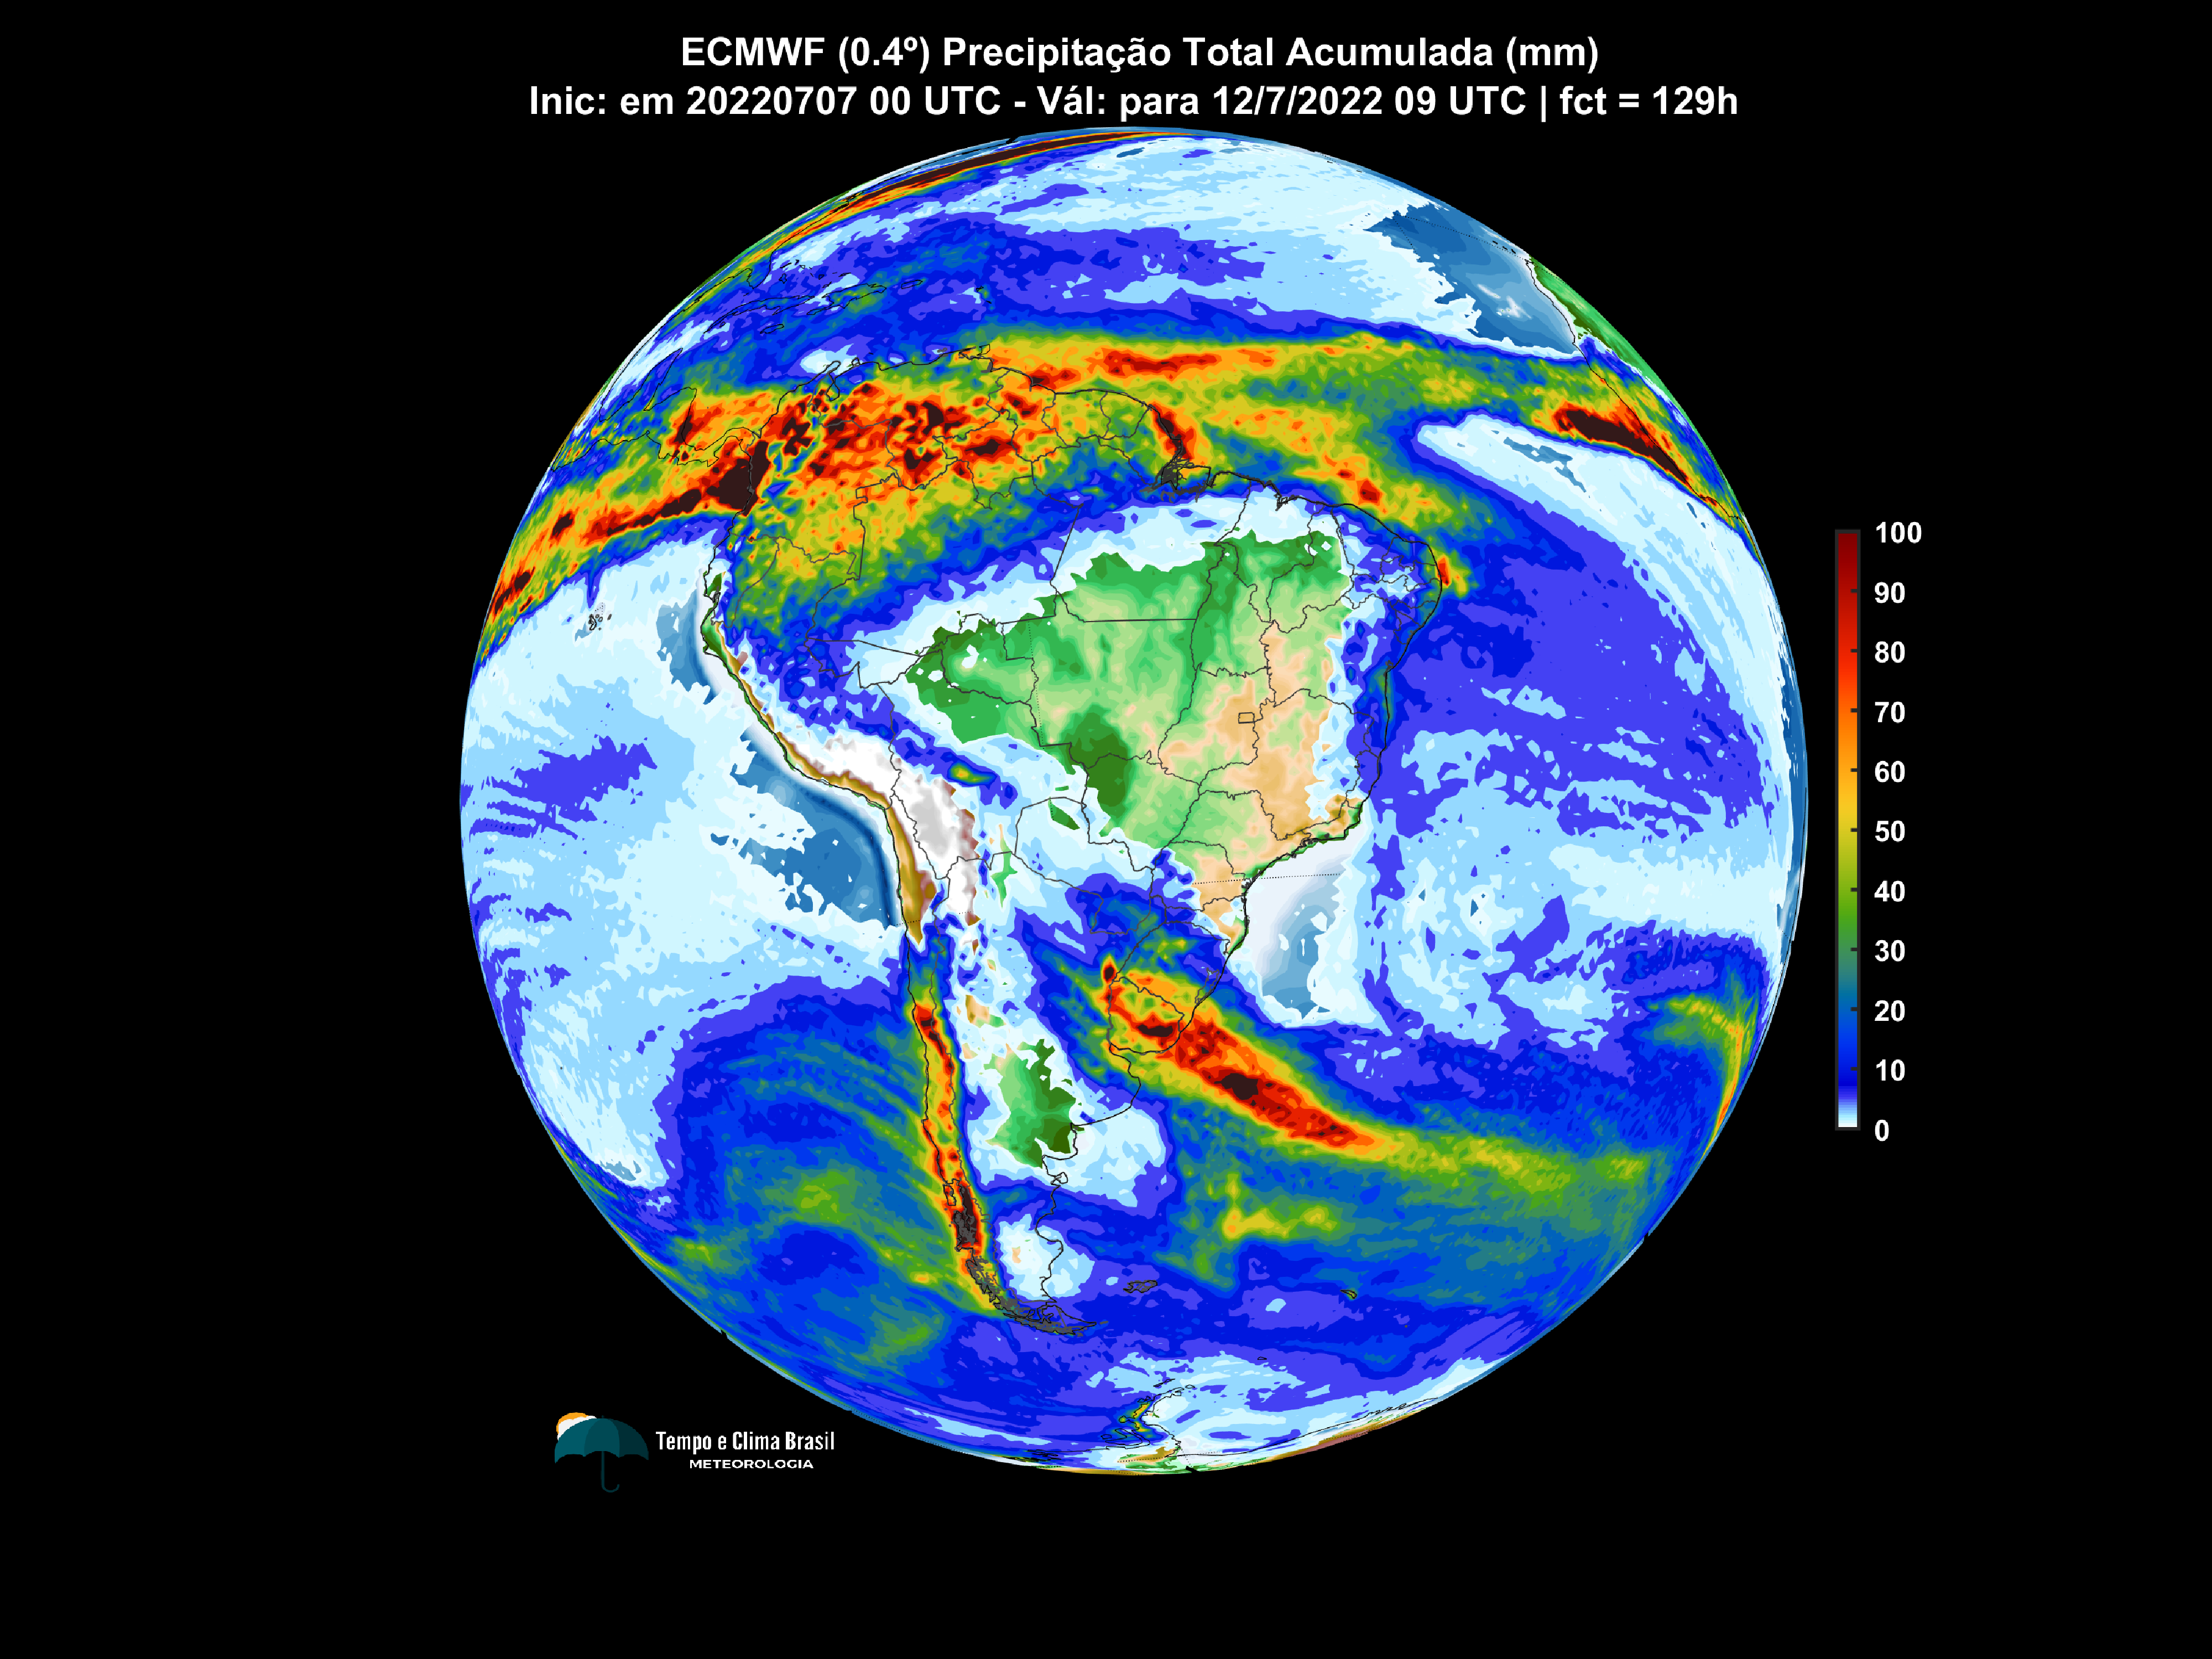 ECMWF (0.4º) Precipitação Total Acumulada (mm)
Inic: em 20220707 00 UTC - Vál: para 12/7/2022 09 UTC | fct = 129h
100
90
80
70
60
50
40
30
20
10
0
Tempo e Clima Brasil
METEOROLOGIA